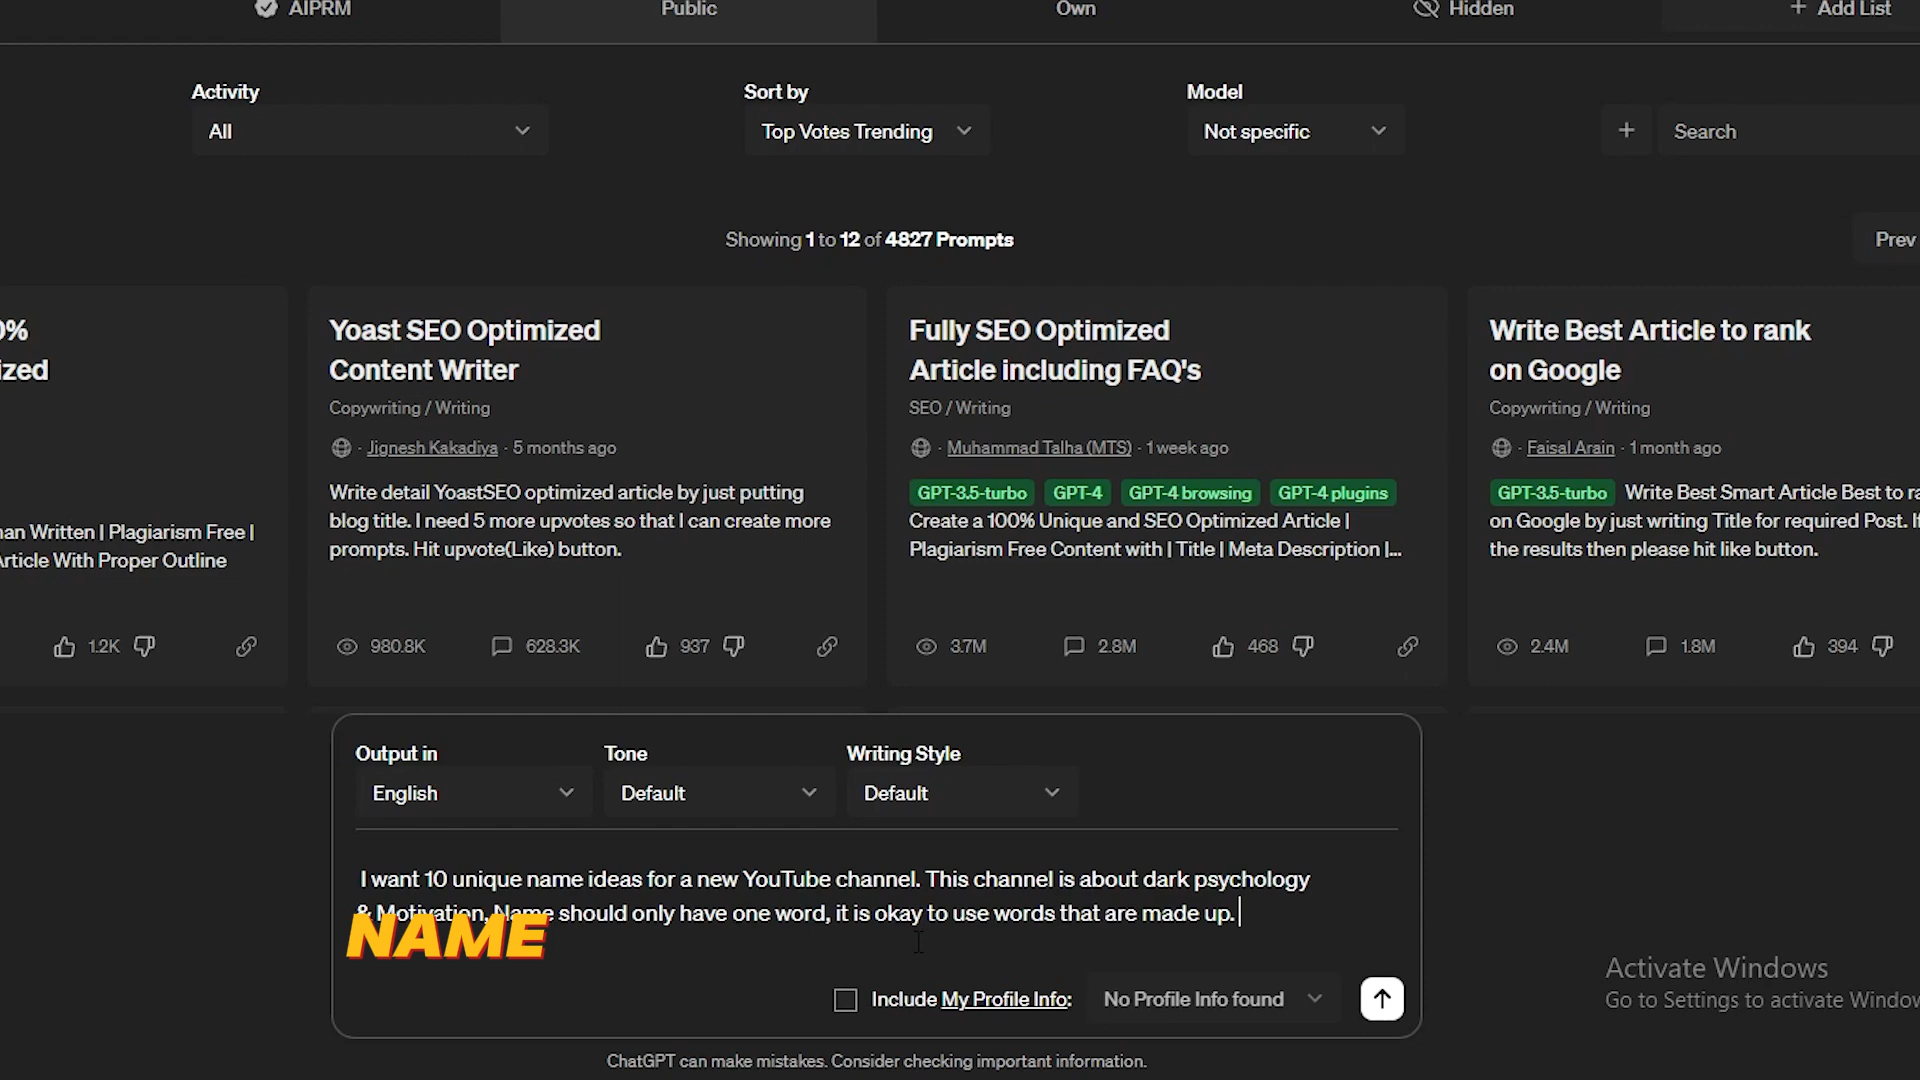 AIPRM
Public
Own
Hidden
+ Add List
Activity
Sort by
Model
All
Top Votes Trending
Not specific
+
Search
Showing 1 to 12 of 4827 Prompts
Prev
0%
ized
an Written | Plagiarism Free |
rticle With Proper Outline
1.2K
Yoast SEO Optimized
Content Writer
Copywriting / Writing
· Jignesh Kakadiya · 5 months ago
Write detail YoastSEO optimized article by just putting
blog title. I need 5 more upvotes so that I can create more
prompts. Hit upvote(Like) button.
980.8K
628.3K
937
Fully SEO Optimized
Article including FAQ's
SEO / Writing
· Muhammad Talha (MTS) · 1 week ago
GPT-3.5-turbo GPT-4 GPT-4 browsing GPT-4 plugins
Create a 100% Unique and SEO Optimized Article |
Plagiarism Free Content with | Title | Meta Description |...
3.7M
2.8M
468
Write Best Article to rank
on Google
Copywriting / Writing
· Faisal Arain · 1 month ago
GPT-3.5-turbo Write Best Smart Article Best to ra
on Google by just writing Title for required Post. If
the results then please hit like button.
2.4M
1.8M
394
Output in
Tone
Writing Style
English
Default
Default
I want 10 unique name ideas for a new YouTube channel. This channel is about dark psychology
& Motivation, Name should only have one word, it is okay to use words that are made up.
NAME
Include My Profile Info:
No Profile Info found
Activate Windows
Go to Settings to activate Window
ChatGPT can make mistakes. Consider checking important information.